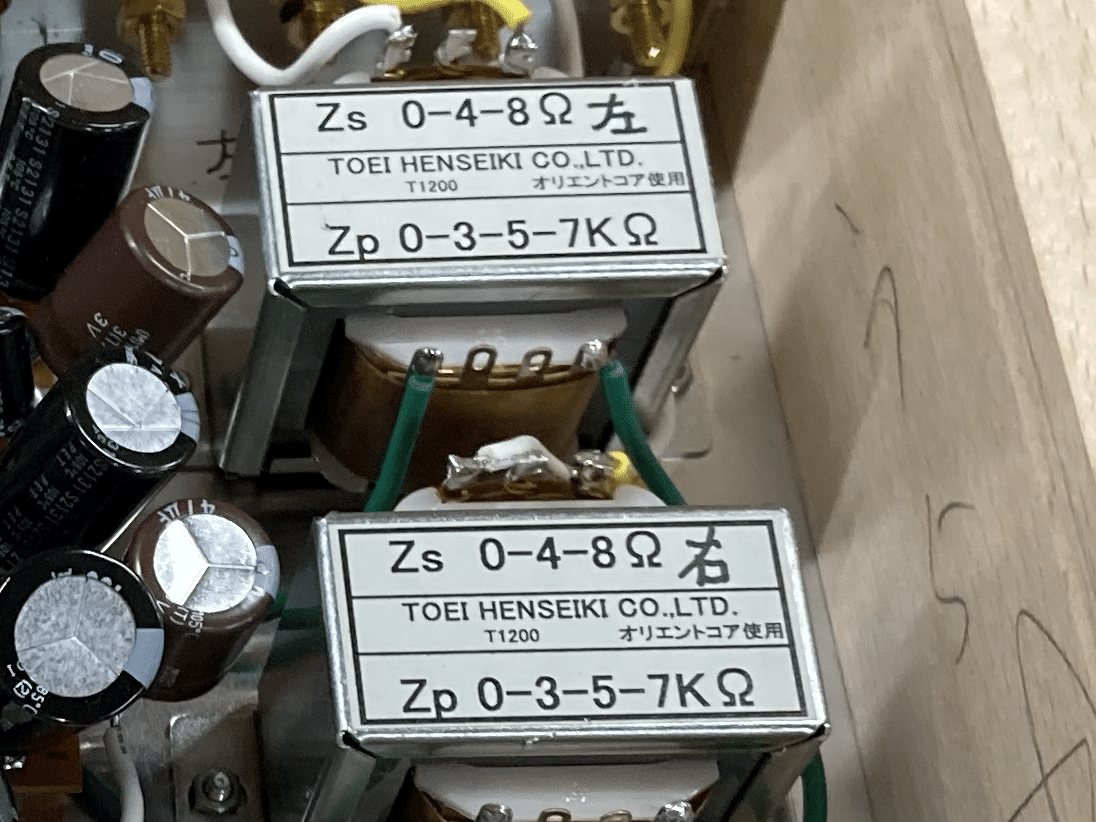 Zs 0-4-8Ω 左
TOEI HENSEIKI CO.,LTD.
T1200 オリエントコア使用
Zp 0-3-5-7KΩ
Zs 0-4-8Ω 右
TOEI HENSEIKI CO.,LTD.
T1200 オリエントコア使用
Zp 0-3-5-7KΩ
47μF